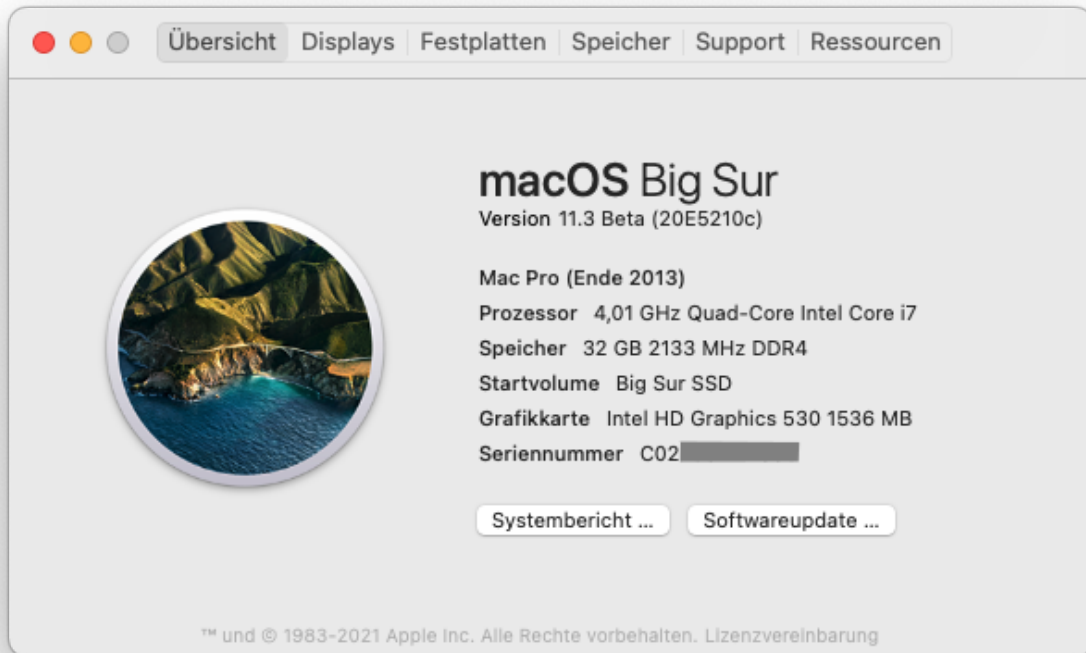 Übersicht Displays Festplatten Speicher Support Ressourcen
macOS Big Sur
Version 11.3 Beta (20E5210c)
Mac Pro (Ende 2013)
Prozessor 4,01 GHz Quad-Core Intel Core i7
Speicher 32 GB 2133 MHz DDR4
Startvolume Big Sur SSD
Grafikkarte Intel HD Graphics 530 1536 MB
Seriennummer C02
Systembericht ... Softwareupdate ...
™ und © 1983-2021 Apple Inc. Alle Rechte vorbehalten. Lizenzvereinbarung